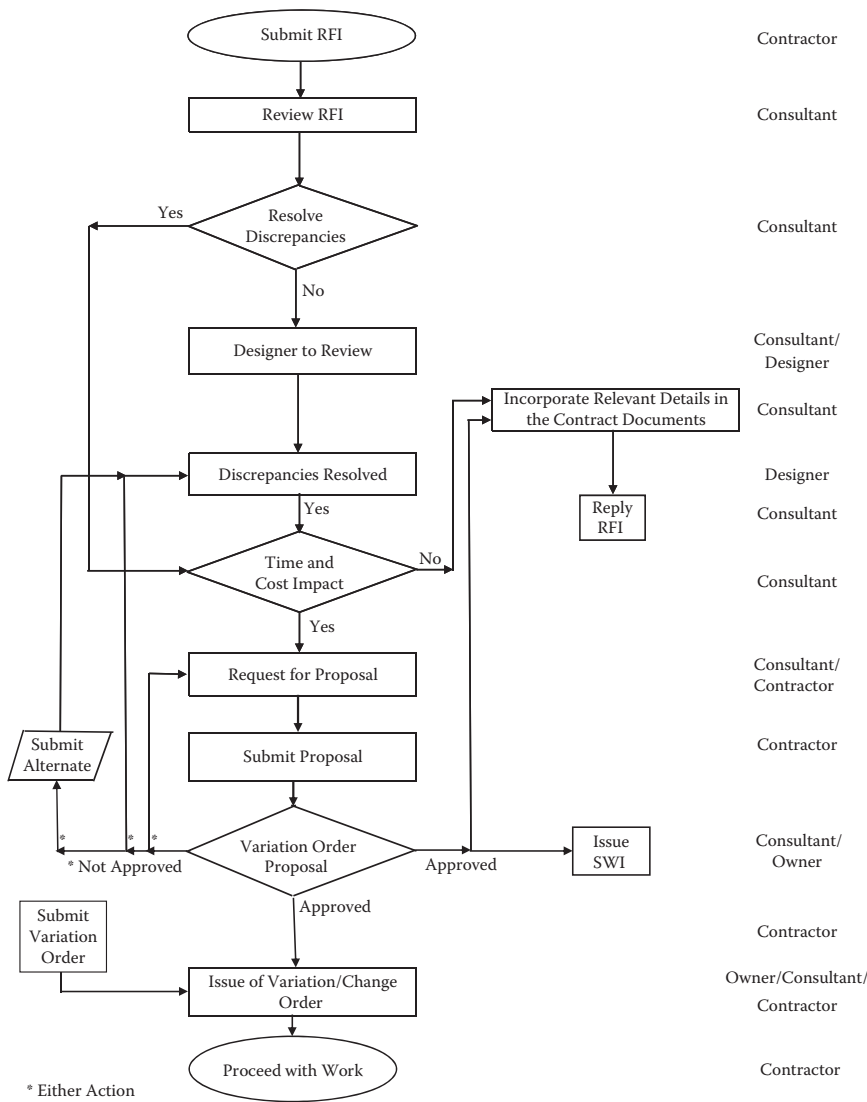 Submit RFI
Contractor
Review RFI
Consultant
Yes
Resolve
Discrepancies
Consultant
No
Designer to Review
Consultant/
Designer
Incorporate Relevant Details in
the Contract Documents
Consultant
Discrepancies Resolved
Designer
Yes
Reply
RFI
Consultant
Time and
Cost Impact
No
Consultant
Yes
Request for Proposal
Consultant/
Contractor
Submit
Alternate
Submit Proposal
Contractor
* * *
* Not Approved
Variation Order
Proposal
Approved
Issue
SWI
Consultant/
Owner
Approved
Submit
Variation
Order
Contractor
Issue of Variation/Change
Order
Owner/Consultant/
Contractor
Proceed with Work
Contractor
* Either Action